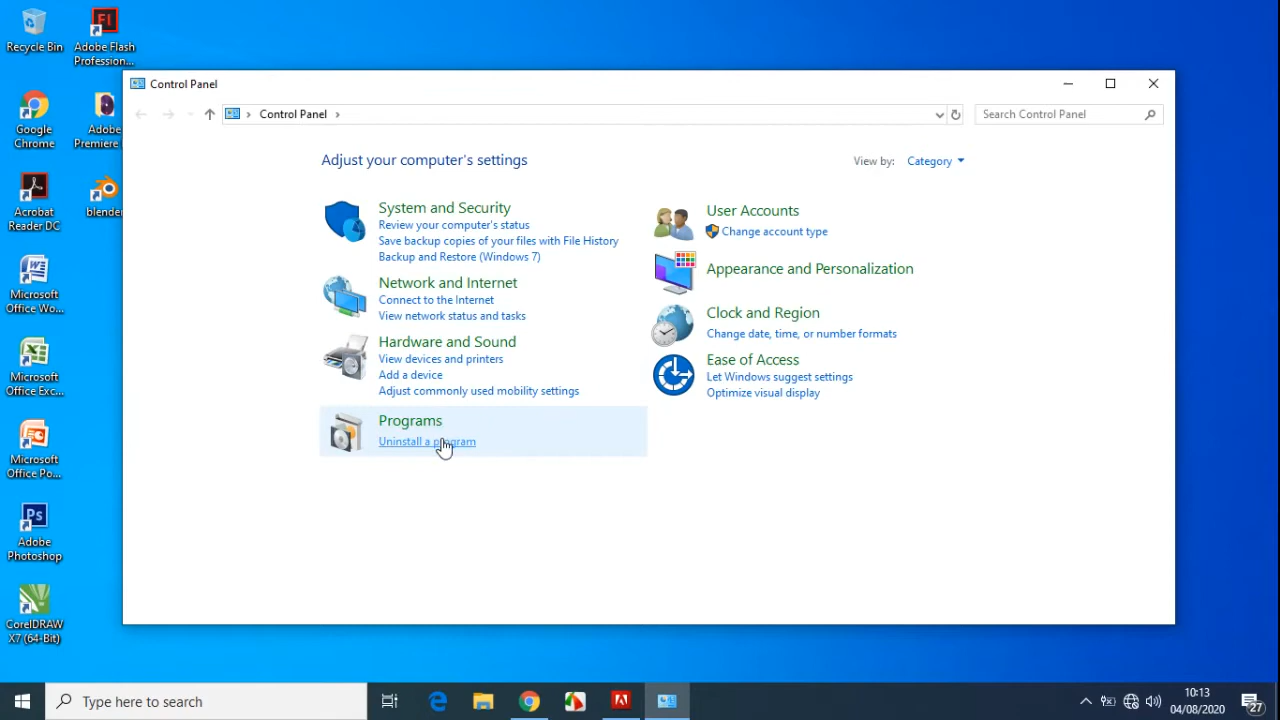 Recycle Bin
Adobe Flash
Profession...
Google
Chrome
Adobe
Premiere
Acrobat
Reader DC
blender
Microsoft
Office Wo...
Microsoft
Office Exc...
Microsoft
Office Po...
Ps
Adobe
Photoshop
CorelDRAW
X7 (64-Bit)
Control Panel
Control Panel
Search Control Panel
Adjust your computer's settings
View by: Category
System and Security
Review your computer's status
Save backup copies of your files with File History
Backup and Restore (Windows 7)
Network and Internet
Connect to the Internet
View network status and tasks
Hardware and Sound
View devices and printers
Add a device
Adjust commonly used mobility settings
Programs
Uninstall a program
User Accounts
Change account type
Appearance and Personalization
Clock and Region
Change date, time, or number formats
Ease of Access
Let Windows suggest settings
Optimize visual display
Type here to search
10:13
04/08/2020
27